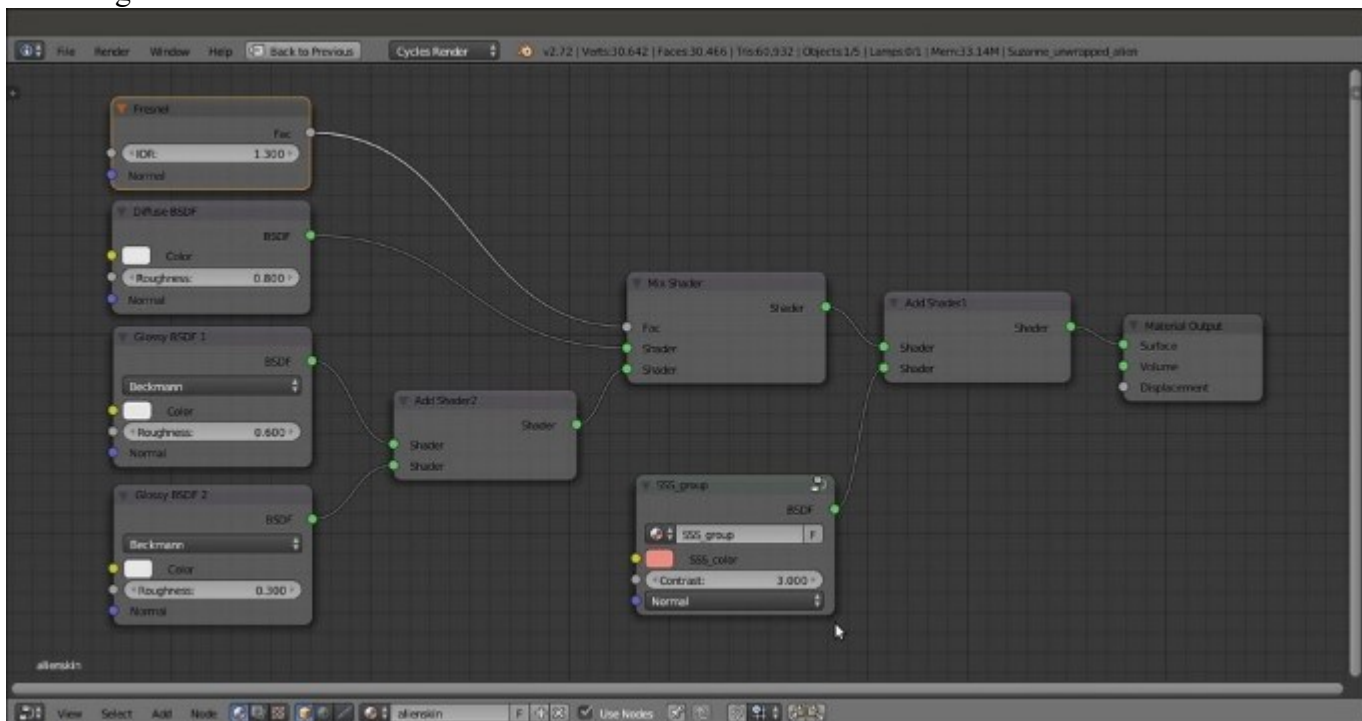 File Render Window Help Back to Previous Cycles Render v2.72 | Verts:30,642 | Faces:30,466 | Tris:60,932 | Objects:1/5 | Lamps:0/1 | Mem:33.14M | Suzanne_unwrapped_alien
Fresnel
Fac
IOR: 1.300
Normal
Diffuse BSDF
BSDF
Color
Roughness: 0.800
Normal
Glossy BSDF 1
BSDF
Beckmann
Color
Roughness: 0.600
Normal
Glossy BSDF 2
BSDF
Beckmann
Color
Roughness: 0.300
Normal
Add Shader2
Shader
Shader
Shader
Mix Shader
Shader
Fac
Shader
Shader
SSS_group
BSDF
SSS_group F
SSS_color
Contrast: 3.000
Normal
Add Shader1
Shader
Shader
Shader
Material Output
Surface
Volume
Displacement
alienskin
View Select Add Node alienskin F Use Nodes